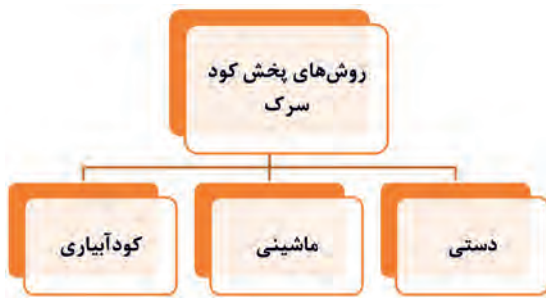 روش‌های پخش کود
سرک
دستی
ماشینی
کودآبیاری